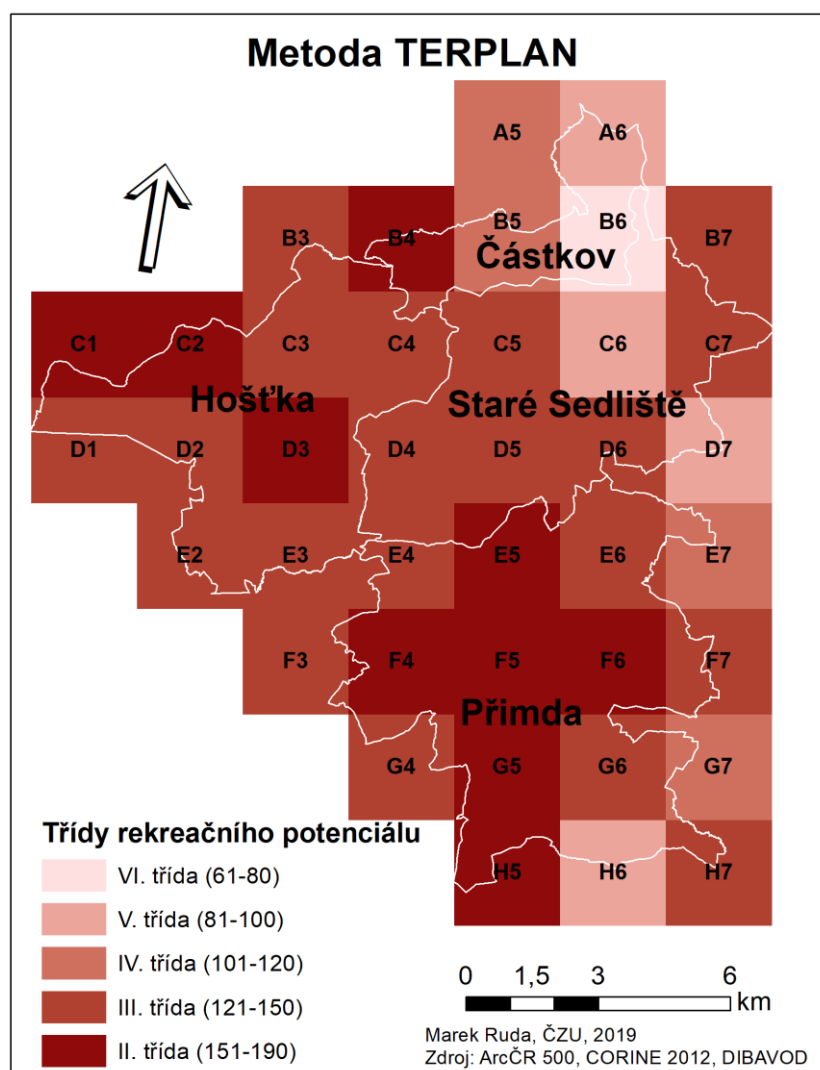 Metoda TERPLAN
A5 A6
B3 B4 B5 B6 B7
Částkov
C1 C2 C3 C4 C5 C6 C7
Hošťka Staré Sedliště
D1 D2 D3 D4 D5 D6 D7
E2 E3 E4 E5 E6 E7
F3 F4 F5 F6 F7
Přimda
G4 G5 G6 G7
H5 H6 H7
Třídy rekreačního potenciálu
VI. třída (61-80)
V. třída (81-100)
IV. třída (101-120)
III. třída (121-150)
II. třída (151-190)
0 1,5 3 6
km
Marek Ruda, ČZU, 2019
Zdroj: ArcČR 500, CORINE 2012, DIBAVOD